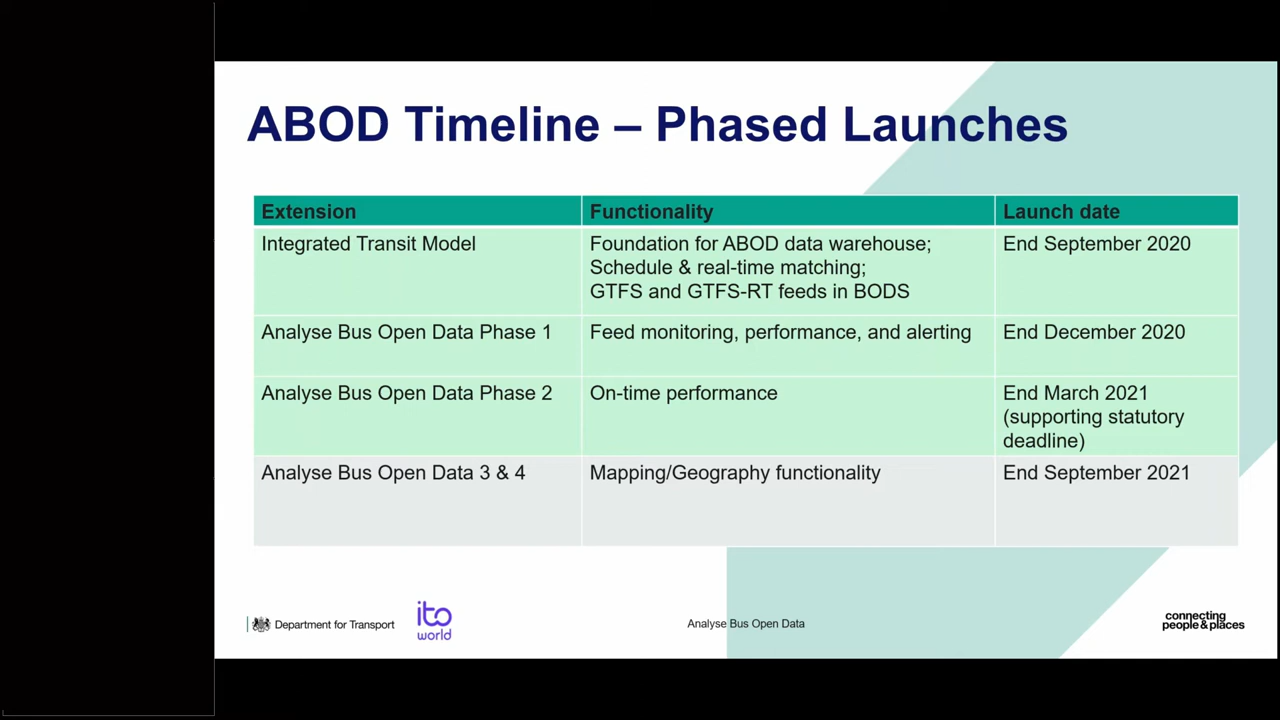 ABOD Timeline – Phased Launches
Extension
Functionality
Launch date
Integrated Transit Model
Foundation for ABOD data warehouse;
Schedule & real-time matching;
GTFS and GTFS-RT feeds in BODS
End September 2020
Analyse Bus Open Data Phase 1
Feed monitoring, performance, and alerting
End December 2020
Analyse Bus Open Data Phase 2
On-time performance
End March 2021
(supporting statutory
deadline)
Analyse Bus Open Data 3 & 4
Mapping/Geography functionality
End September 2021
Department for Transport
ito
world
Analyse Bus Open Data
connecting
people&places